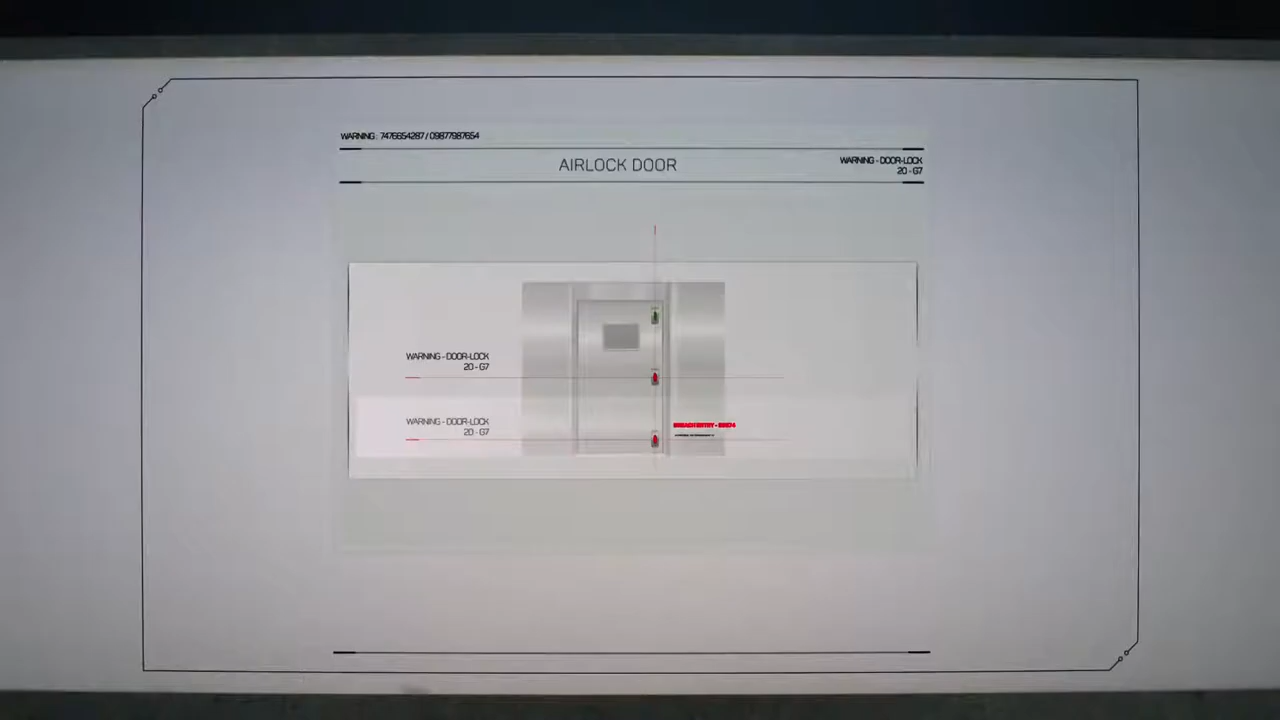 WARNING : 7476654287 / 09877987654
AIRLOCK DOOR
WARNING - DOOR-LOCK
20 - G7
WARNING - DOOR-LOCK
20 - G7
WARNING - DOOR-LOCK
20 - G7